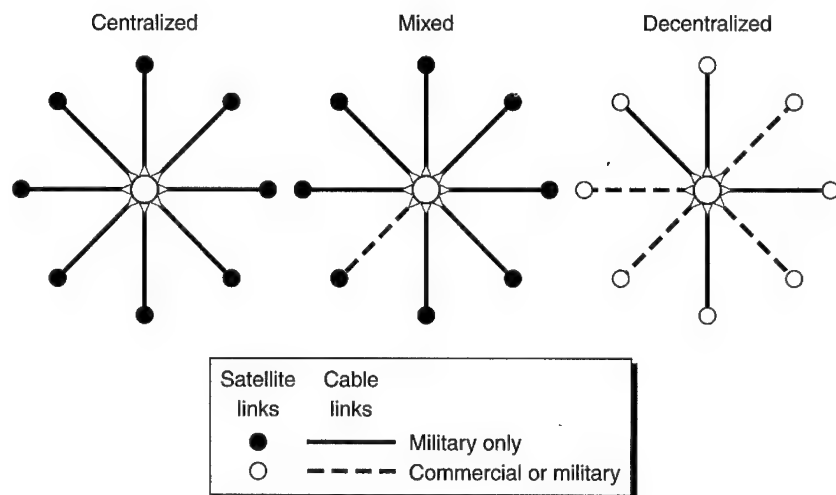 Centralized Mixed Decentralized
Satellite Cable
links links
Military only
Commercial or military